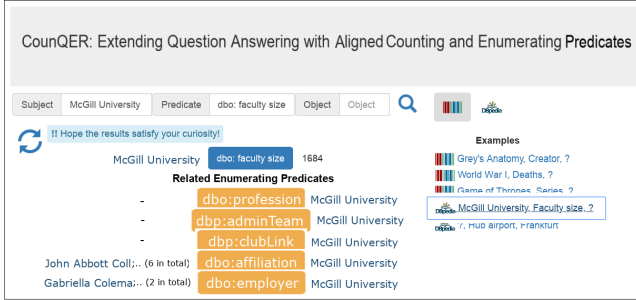 CounQER: Extending Question Answering with Aligned Counting and Enumerating Predicates
Subject McGill University Predicate dbo: faculty size Object Object
DBpedia
!! Hope the results satisfy your curiosity!
McGill University dbo: faculty size 1684
Related Enumerating Predicates
- dbo:profession McGill University
- dbp:adminTeam McGill University
- dbp:clubLink McGill University
John Abbott Coll;.. (6 in total) dbo:affiliation McGill University
Gabriella Colema;.. (2 in total) dbo:employer McGill University
Examples
Grey's Anatomy, Creator, ?
World War I, Deaths, ?
Game of Thrones, Series, ?
DBpedia McGill University, Faculty size, ?
DBpedia ?, Hub airport, Frankfurt